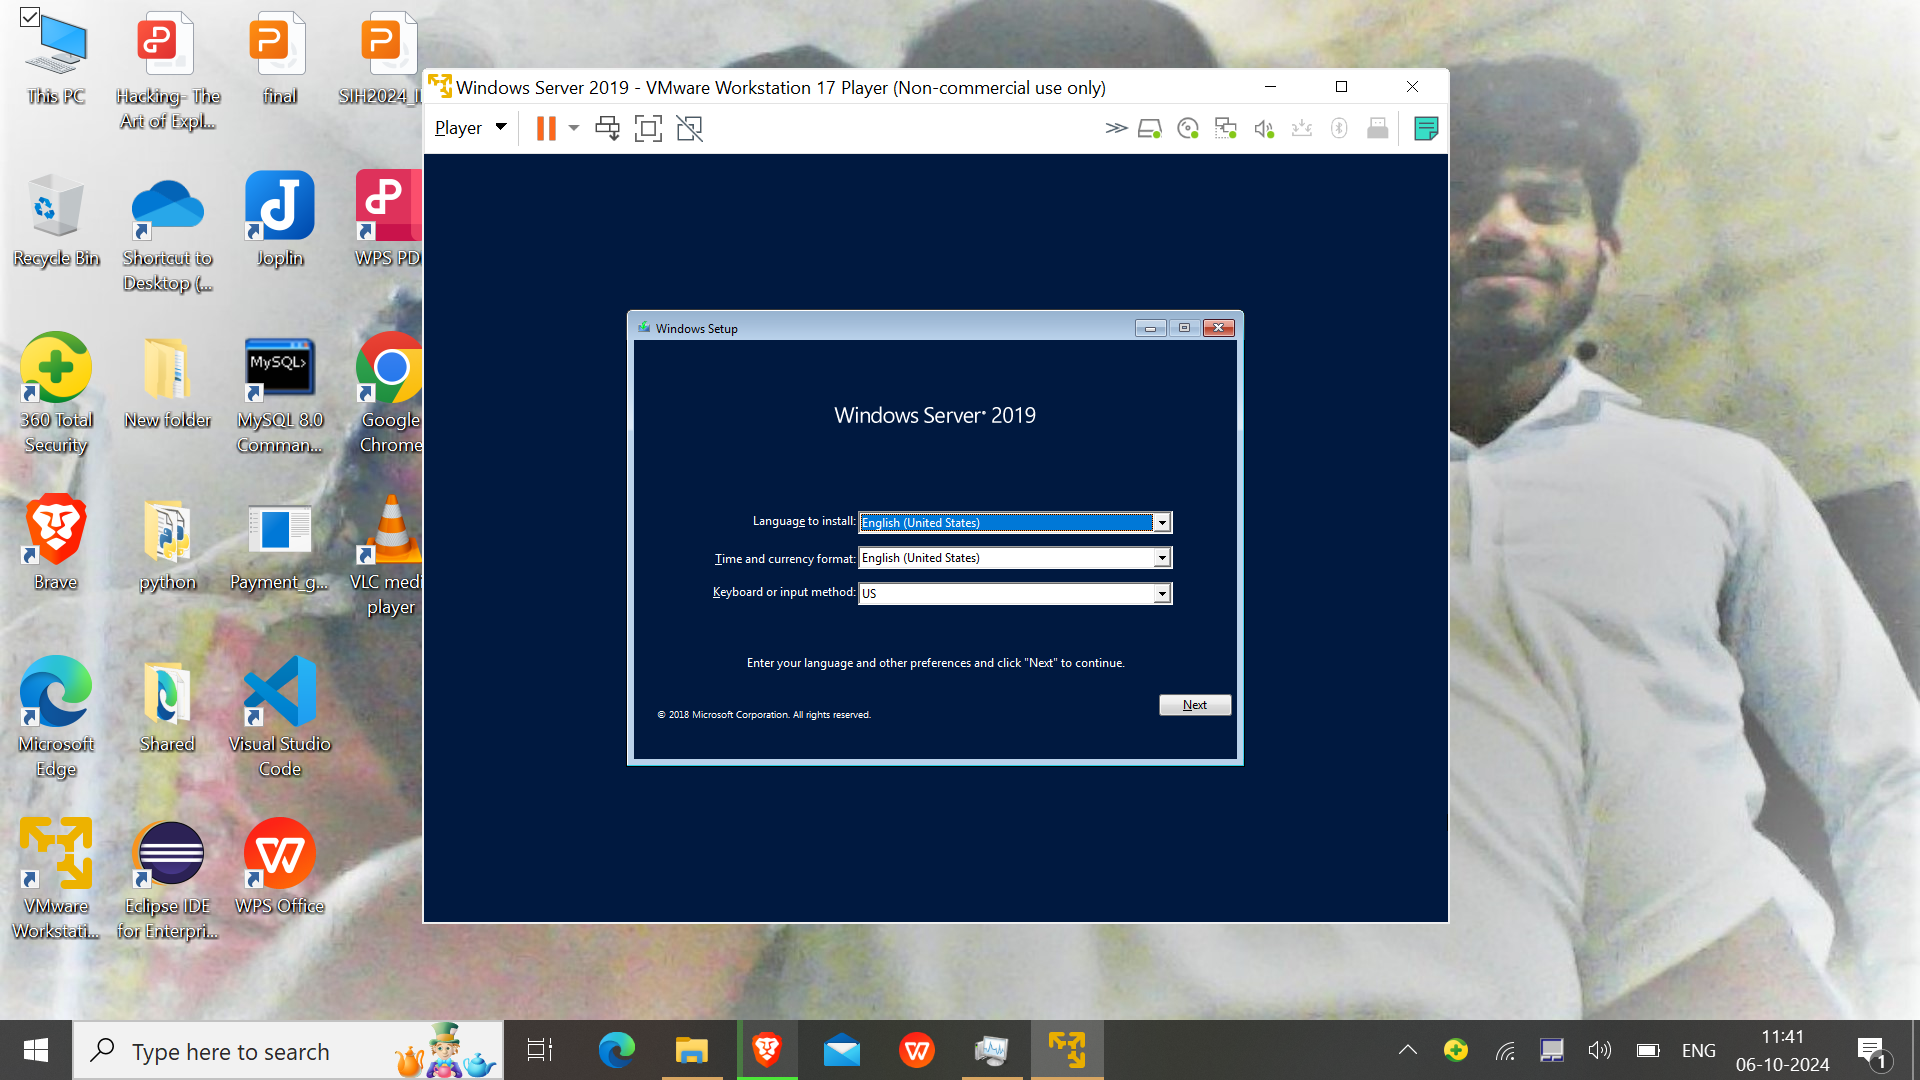 This PC
Hacking- The
Art of Expl...
final
SIH2024_I
Recycle Bin
Shortcut to
Desktop (...
Joplin
WPS PD
360 Total
Security
New folder
MySQL>
MySQL 8.0
Comman...
Google
Chrome
Brave
python
Payment_g...
VLC medi
player
Microsoft
Edge
Shared
Visual Studio
Code
VMware
Workstati...
Eclipse IDE
for Enterpri...
WPS Office
Windows Server 2019 - VMware Workstation 17 Player (Non-commercial use only)
Player
Windows Setup
Windows Server® 2019
Language to install: English (United States)
Time and currency format: English (United States)
Keyboard or input method: US
Enter your language and other preferences and click "Next" to continue.
Next
© 2018 Microsoft Corporation. All rights reserved.
Type here to search
ENG
11:41
06-10-2024
1